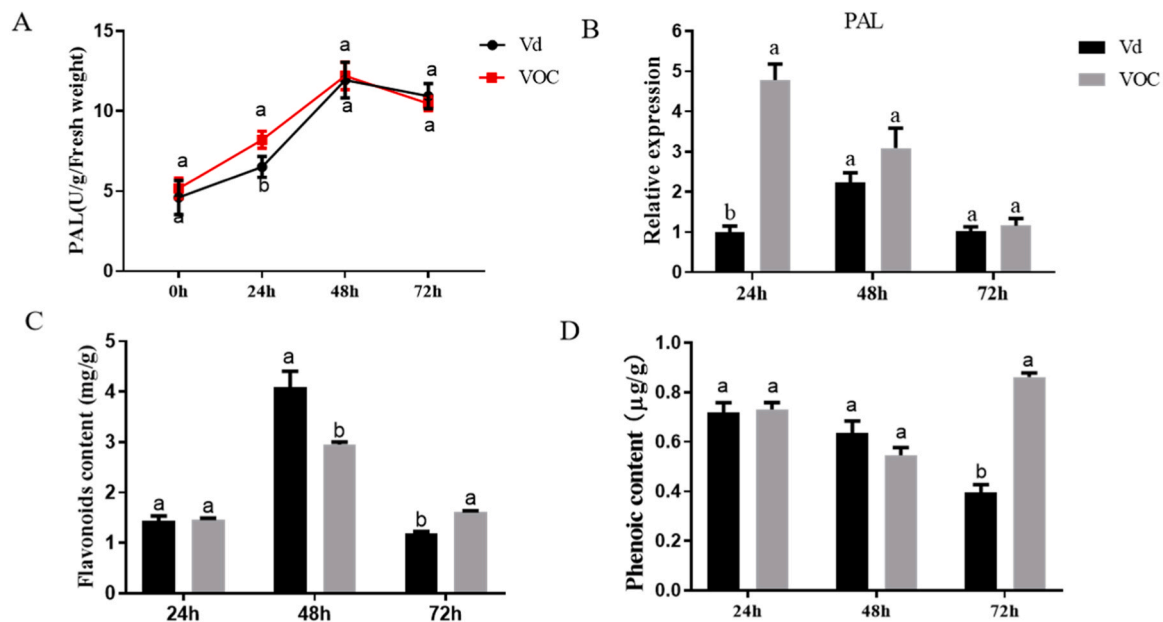 A
PAL(U/g/Fresh weight)
15
10
5
0
a
a
a
b
a
a
a
a
0h
24h
48h
72h
Vd
VOC
B
PAL
Relative expression
6
5
4
3
2
1
0
b
a
a
a
a
a
24h
48h
72h
Vd
VOC
C
Flavonoids content (mg/g)
5
4
3
2
1
0
a
a
a
b
b
a
24h
48h
72h
D
Phenoic content (μg/g)
1.0
0.8
0.6
0.4
0.2
0.0
a
a
a
a
b
a
24h
48h
72h